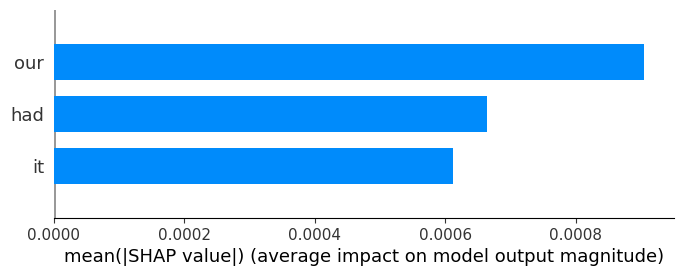 our
had
it
0.0000 0.0002 0.0004 0.0006 0.0008
mean(|SHAP value|) (average impact on model output magnitude)